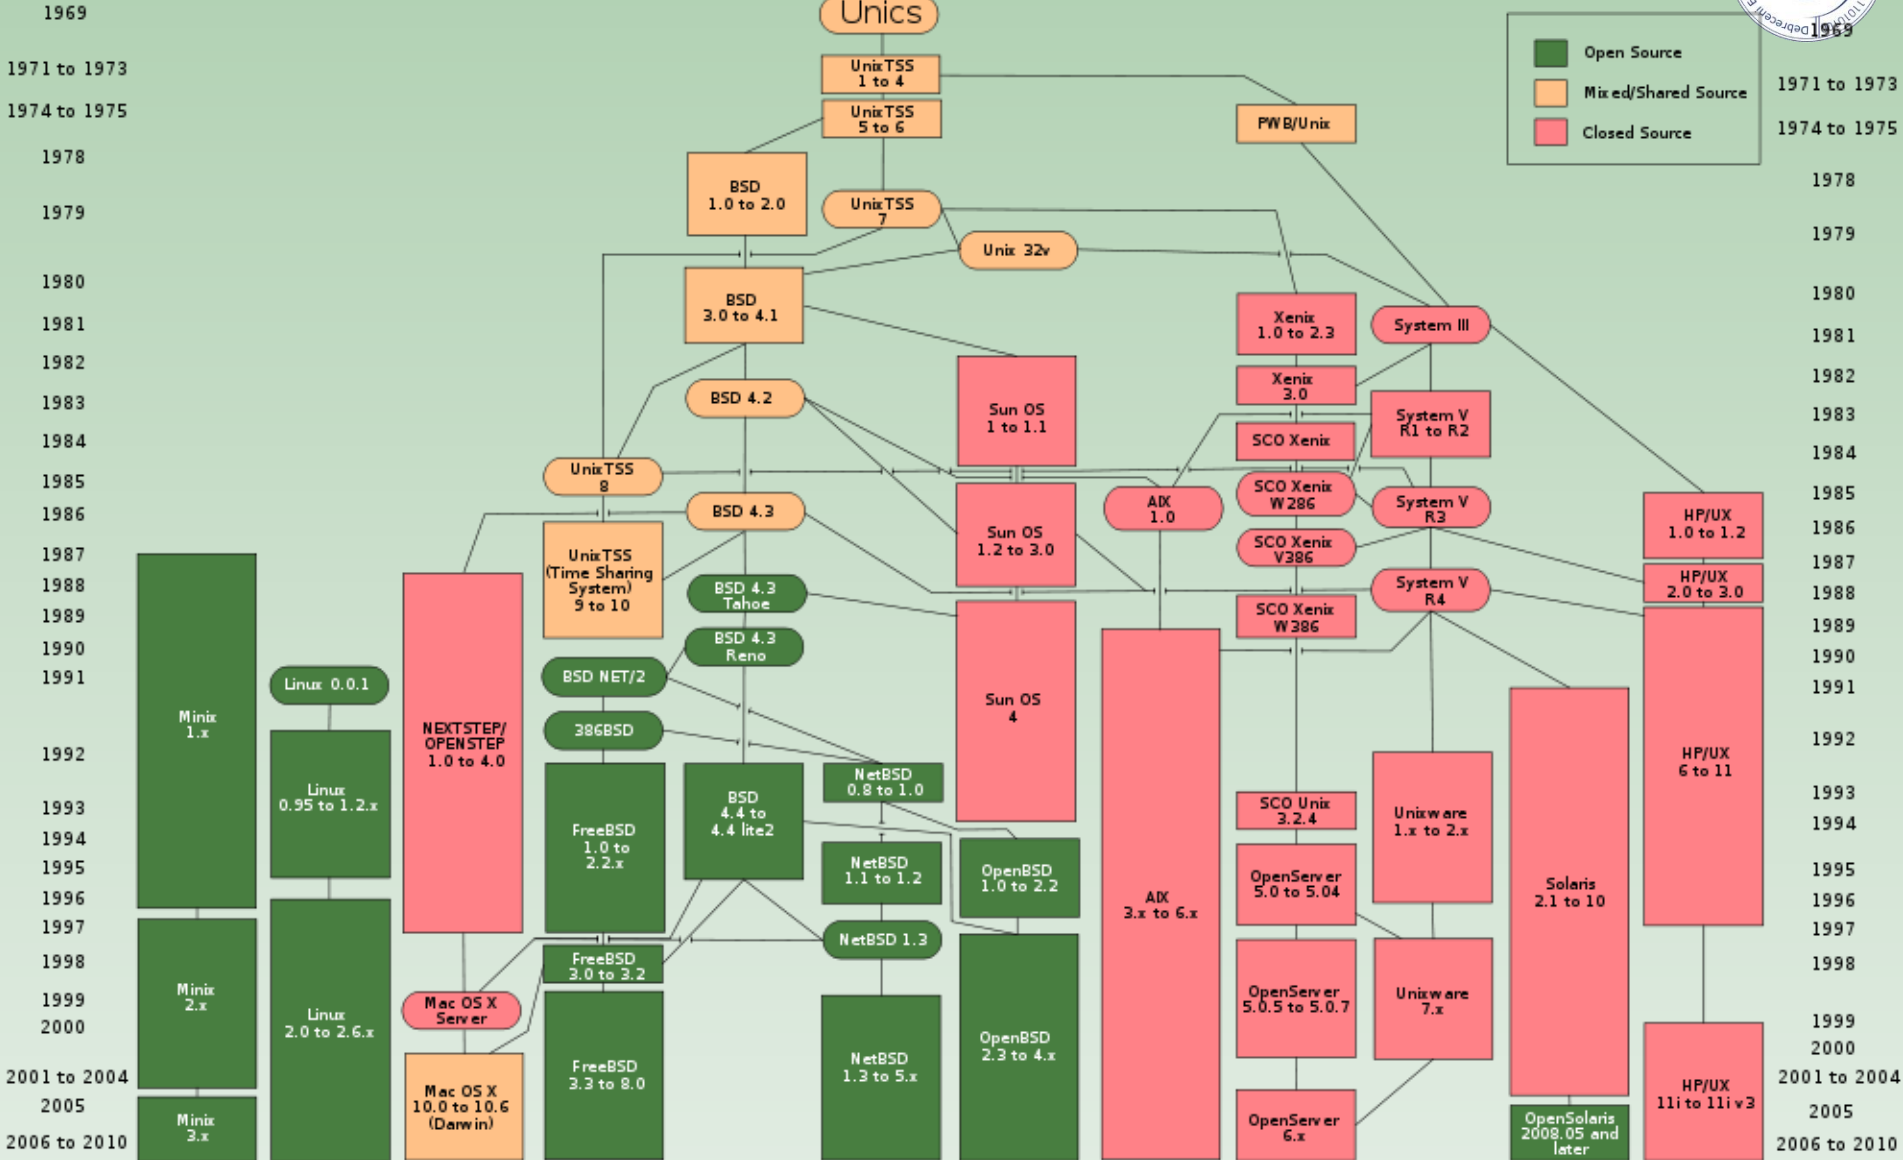 1969
1971 to 1973
1974 to 1975
1978
1979
1980
1981
1982
1983
1984
1985
1986
1987
1988
1989
1990
1991
1992
1993
1994
1995
1996
1997
1998
1999
2000
2001 to 2004
2005
2006 to 2010
Unics
UnixTSS
1 to 4
UnixTSS
5 to 6
PWB/Unix
BSD
1.0 to 2.0
UnixTSS
7
Unix 32v
BSD
3.0 to 4.1
Xenix
1.0 to 2.3
System III
Xenix
3.0
BSD 4.2
Sun OS
1 to 1.1
System V
R1 to R2
SCO Xenix
UnixTSS
8
SCO Xenix
W286
AIX
1.0
System V
R3
BSD 4.3
Sun OS
1.2 to 3.0
HP/UX
1.0 to 1.2
SCO Xenix
V386
UnixTSS
(Time Sharing
System)
9 to 10
HP/UX
2.0 to 3.0
BSD 4.3
Tahoe
System V
R4
SCO Xenix
W386
BSD 4.3
Reno
BSD NET/2
Linux 0.0.1
Minix
1.x
NEXTSTEP/
OPENSTEP
1.0 to 4.0
386BSD
Sun OS
4
HP/UX
6 to 11
Linux
0.95 to 1.2.x
NetBSD
0.8 to 1.0
BSD
4.4 to
4.4 lite2
SCO Unix
3.2.4
Unixware
1.x to 2.x
FreeBSD
1.0 to
2.2.x
NetBSD
1.1 to 1.2
OpenBSD
1.0 to 2.2
OpenServer
5.0 to 5.04
AIX
3.x to 6.x
Solaris
2.1 to 10
NetBSD 1.3
FreeBSD
3.0 to 3.2
Minix
2.x
Mac OS X
Server
Linux
2.0 to 2.6.x
OpenServer
5.0.5 to 5.0.7
Unixware
7.x
OpenBSD
2.3 to 4.x
NetBSD
1.3 to 5.x
FreeBSD
3.3 to 8.0
Mac OS X
10.0 to 10.6
(Darwin)
Minix
3.x
OpenServer
6.x
HP/UX
11i to 11i v3
OpenSolaris
2008.05 and
later
Open Source
Mixed/Shared Source
Closed Source
1969
1971 to 1973
1974 to 1975
1978
1979
1980
1981
1982
1983
1984
1985
1986
1987
1988
1989
1990
1991
1992
1993
1994
1995
1996
1997
1998
1999
2000
2001 to 2004
2005
2006 to 2010